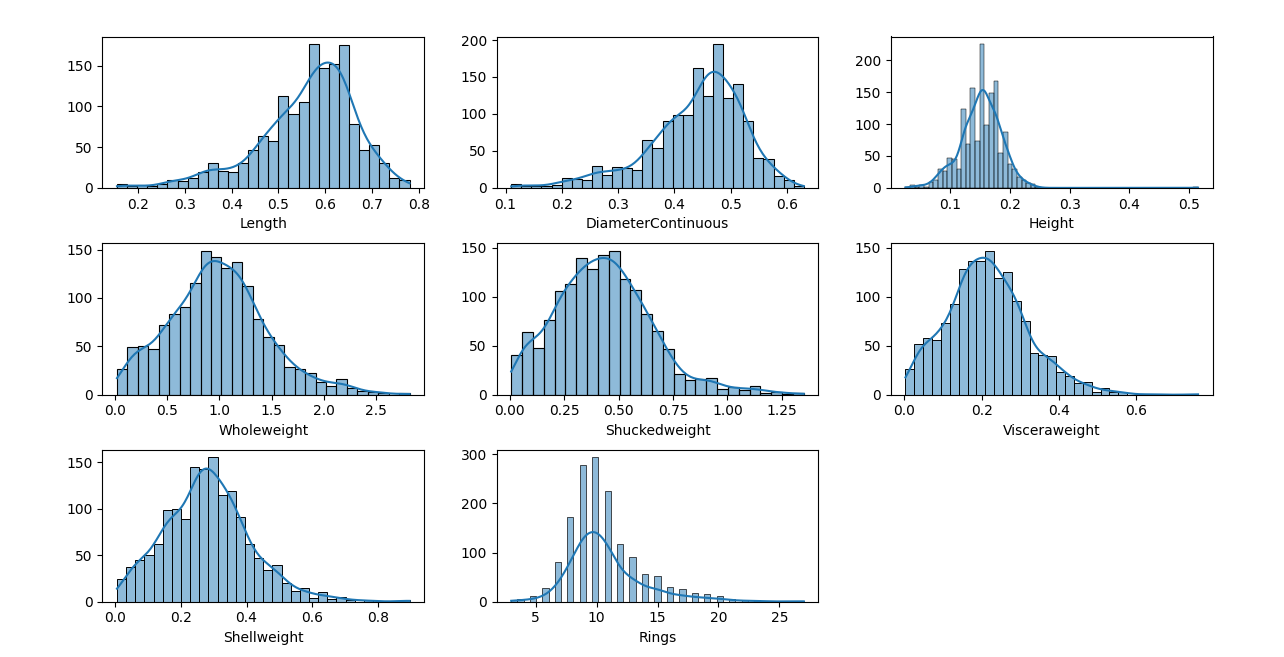 150
100
50
0
0.2 0.3 0.4 0.5 0.6 0.7 0.8
Length
200
150
100
50
0
0.1 0.2 0.3 0.4 0.5 0.6
DiameterContinuous
200
150
100
50
0
0.1 0.2 0.3 0.4 0.5
Height
150
100
50
0
0.0 0.5 1.0 1.5 2.0 2.5
Wholeweight
150
100
50
0
0.00 0.25 0.50 0.75 1.00 1.25
Shuckedweight
150
100
50
0
0.0 0.2 0.4 0.6
Visceraweight
150
100
50
0
0.0 0.2 0.4 0.6 0.8
Shellweight
300
200
100
0
5 10 15 20 25
Rings